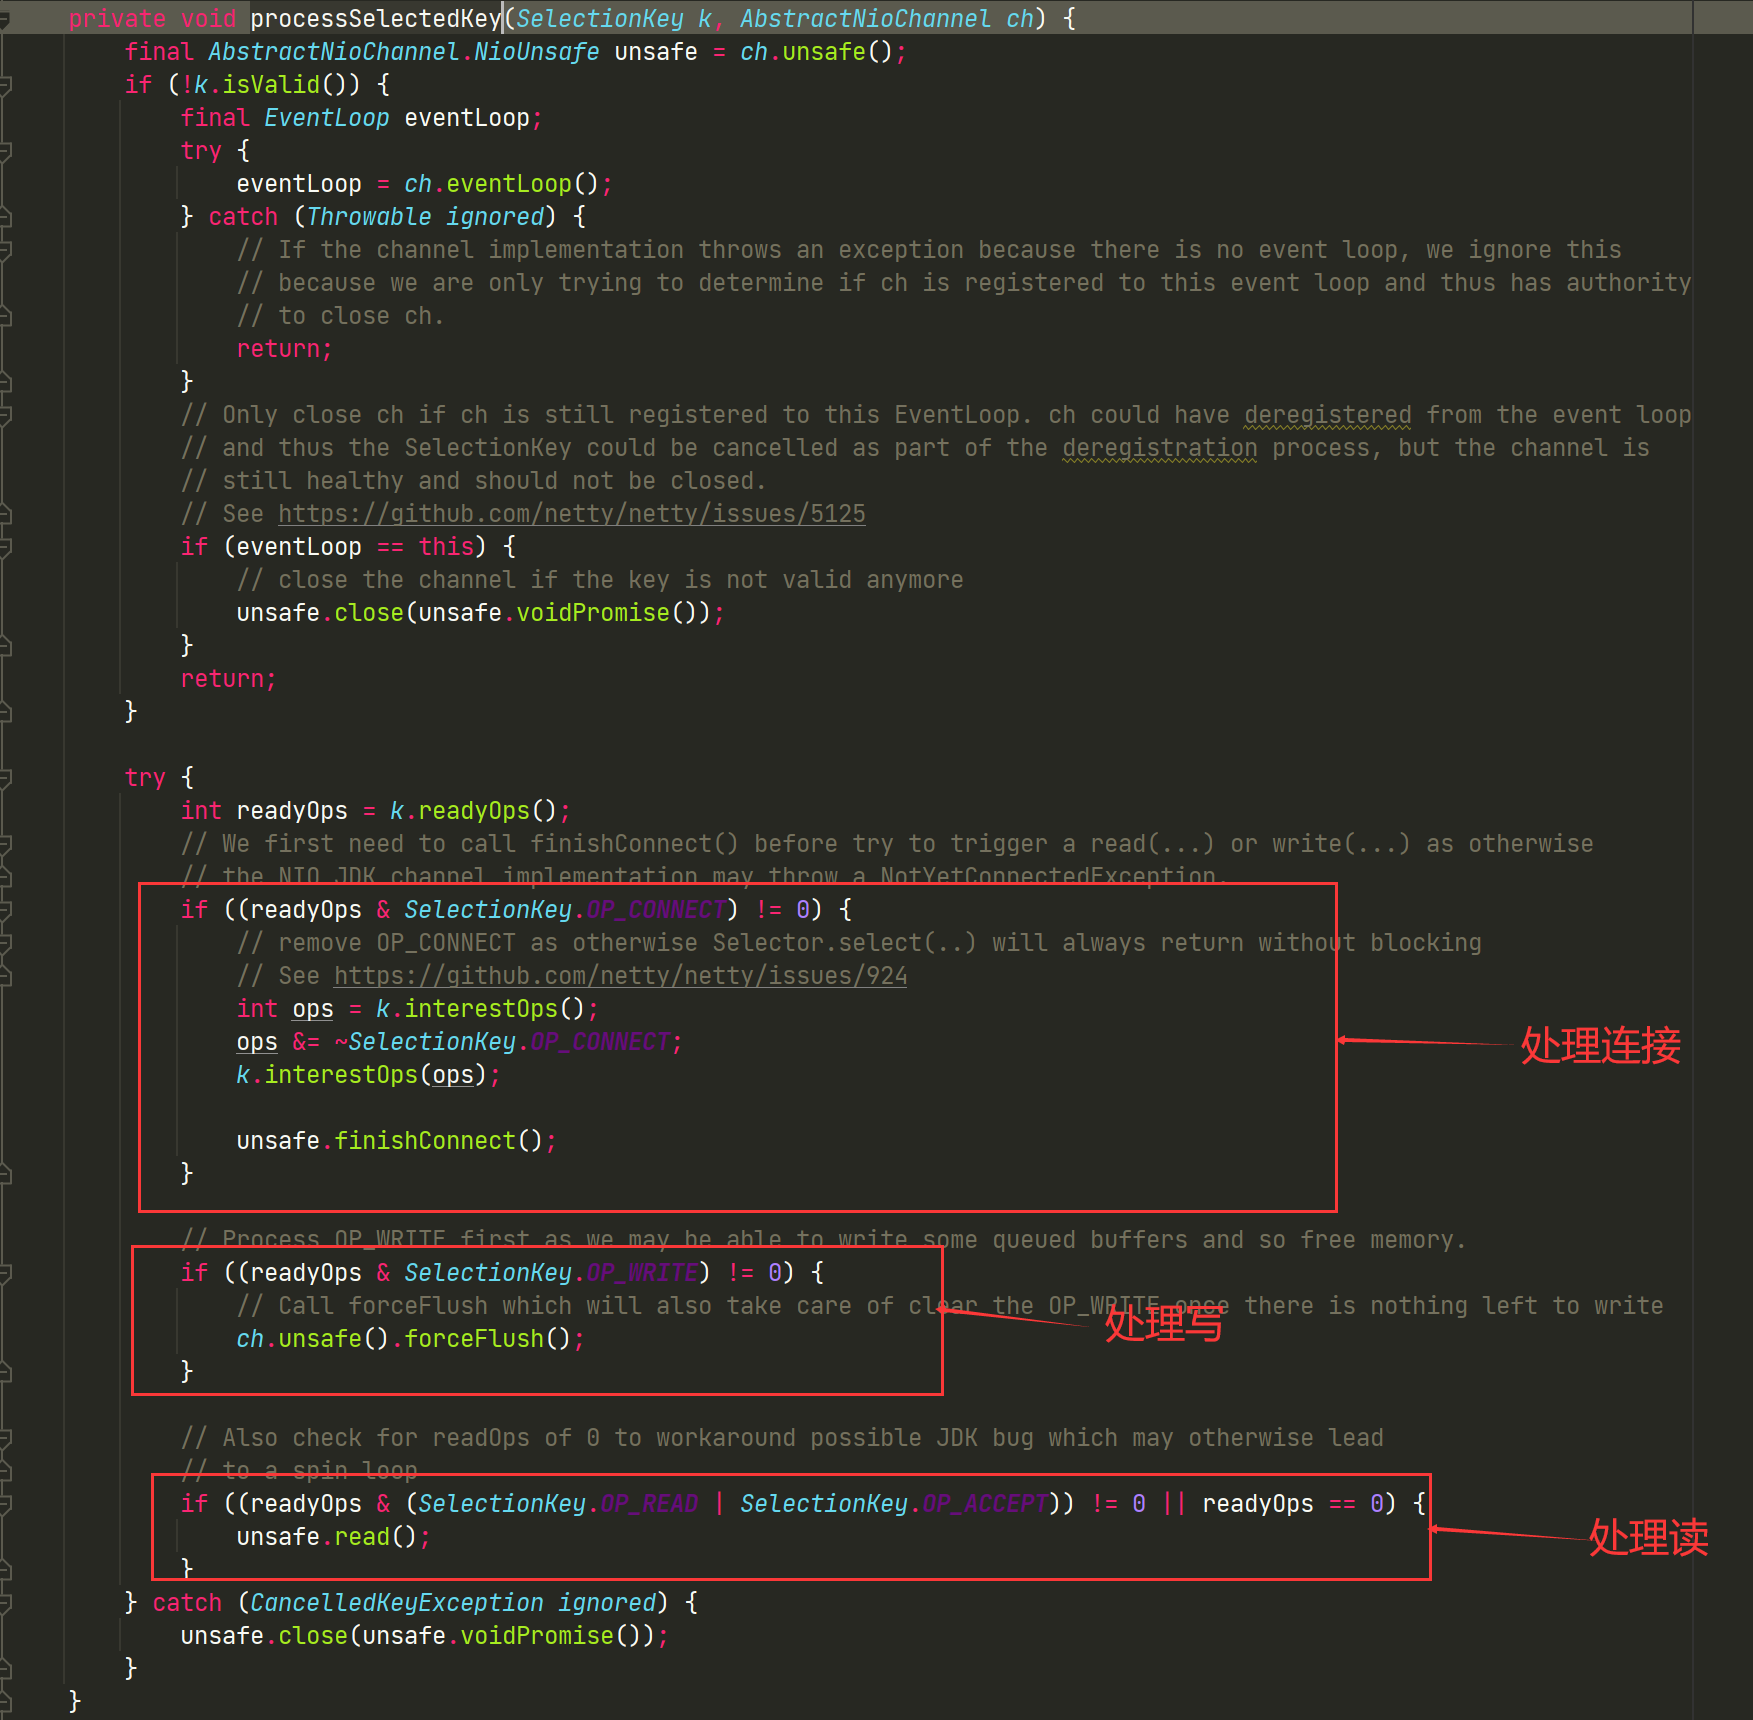 private void processSelectedKey(SelectionKey k, AbstractNioChannel ch) {
final AbstractNioChannel.NioUnsafe unsafe = ch.unsafe();
if (!k.isValid()) {
final EventLoop eventLoop;
try {
eventLoop = ch.eventLoop();
} catch (Throwable ignored) {
// If the channel implementation throws an exception because there is no event loop, we ignore this
// because we are only trying to determine if ch is registered to this event loop and thus has authority
// to close ch.
return;
}
// Only close ch if ch is still registered to this EventLoop. ch could have deregistered from the event loop
// and thus the SelectionKey could be cancelled as part of the deregistration process, but the channel is
// still healthy and should not be closed.
// See https://github.com/netty/netty/issues/5125
if (eventLoop == this) {
// close the channel if the key is not valid anymore
unsafe.close(unsafe.voidPromise());
}
return;
}
try {
int readyOps = k.readyOps();
// We first need to call finishConnect() before try to trigger a read(...) or write(...) as otherwise
// the NIO JDK channel implementation may throw a NotYetConnectedException.
if ((readyOps & SelectionKey.OP_CONNECT) != 0) {
// remove OP_CONNECT as otherwise Selector.select(..) will always return without blocking
// See https://github.com/netty/netty/issues/924
int ops = k.interestOps();
ops &= ~SelectionKey.OP_CONNECT;
处理连接
k.interestOps(ops);
unsafe.finishConnect();
}
// Process OP_WRITE first as we may be able to write some queued buffers and so free memory.
if ((readyOps & SelectionKey.OP_WRITE) != 0) {
// Call forceFlush which will also take care of clear the OP_WRITE once there is nothing left to write
处理写
ch.unsafe().forceFlush();
}
// Also check for readOps of 0 to workaround possible JDK bug which may otherwise lead
// to a spin loop
if ((readyOps & (SelectionKey.OP_READ | SelectionKey.OP_ACCEPT)) != 0 || readyOps == 0) {
unsafe.read();
处理读
}
} catch (CancelledKeyException ignored) {
unsafe.close(unsafe.voidPromise());
}
}